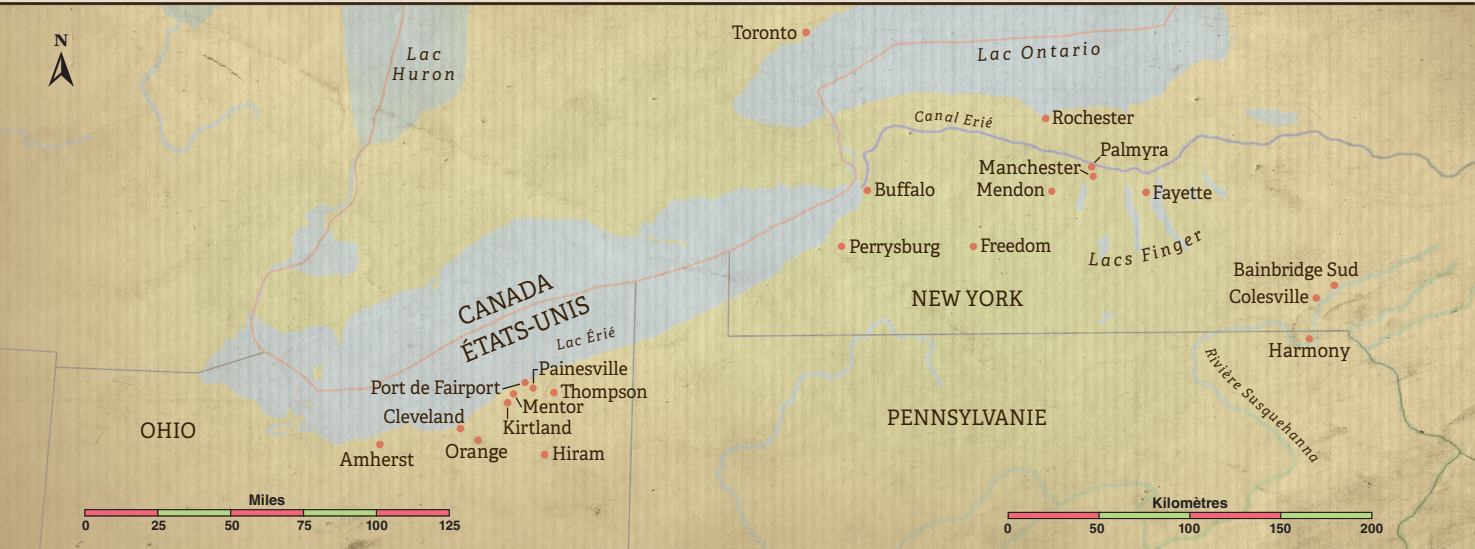 N
Lac
Huron
Toronto
Lac Ontario
Canal Erié
Rochester
Palmyra
Manchester
Mendon
Buffalo
Fayette
Perrysburg
Freedom
Lacs Finger
NEW YORK
Bainbridge Sud
Colesville
Harmony
Rivière Susquehanna
CANADA
ÉTATS-UNIS
Lac Érié
Painesville
Port de Fairport
Thompson
Mentor
Cleveland
Kirtland
Orange
Hiram
Amherst
OHIO
PENNSYLVANIE
Miles
0 25 50 75 100 125
Kilomètres
0 50 100 150 200